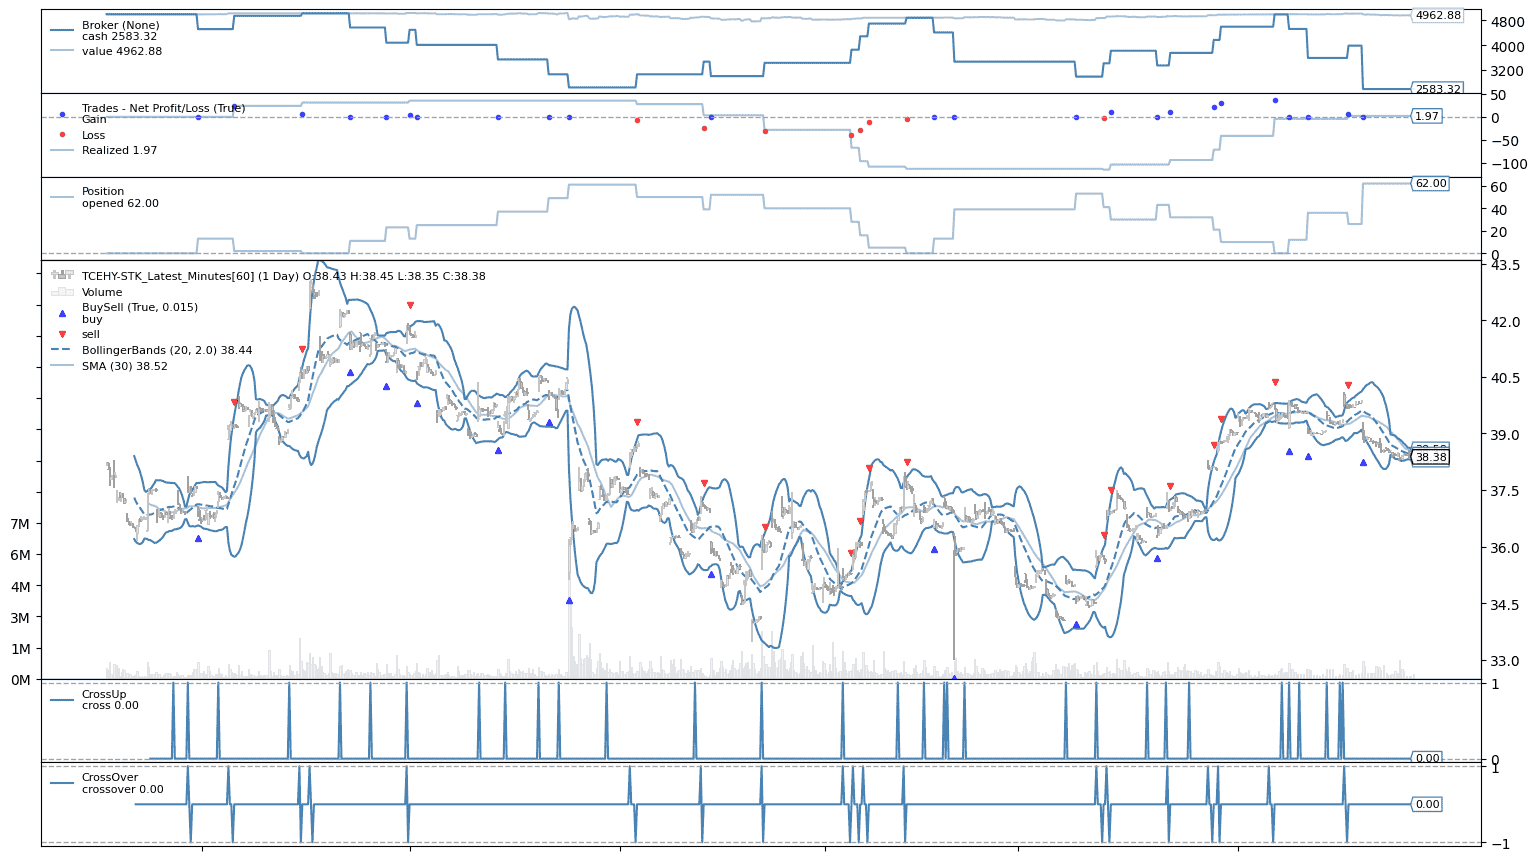 Broker (None)
cash 2583.32
value 4962.88
4962.88
4800
4000
3200
2583.32
Trades - Net Profit/Loss (True)
Gain
Loss
Realized 1.97
50
0
1.97
−50
−100
Position
opened 62.00
62.00
60
40
20
0
TCEHY-STK_Latest_Minutes[60] (1 Day) O:38.43 H:38.45 L:38.35 C:38.38
Volume
BuySell (True, 0.015)
buy
sell
BollingerBands (20, 2.0) 38.44
SMA (30) 38.52
43.5
42.0
40.5
39.0
38.38
37.5
36.0
34.5
33.0
7M
6M
4M
3M
1M
0M
CrossUp
cross 0.00
1
0
0.00
CrossOver
crossover 0.00
1
0.00
−1